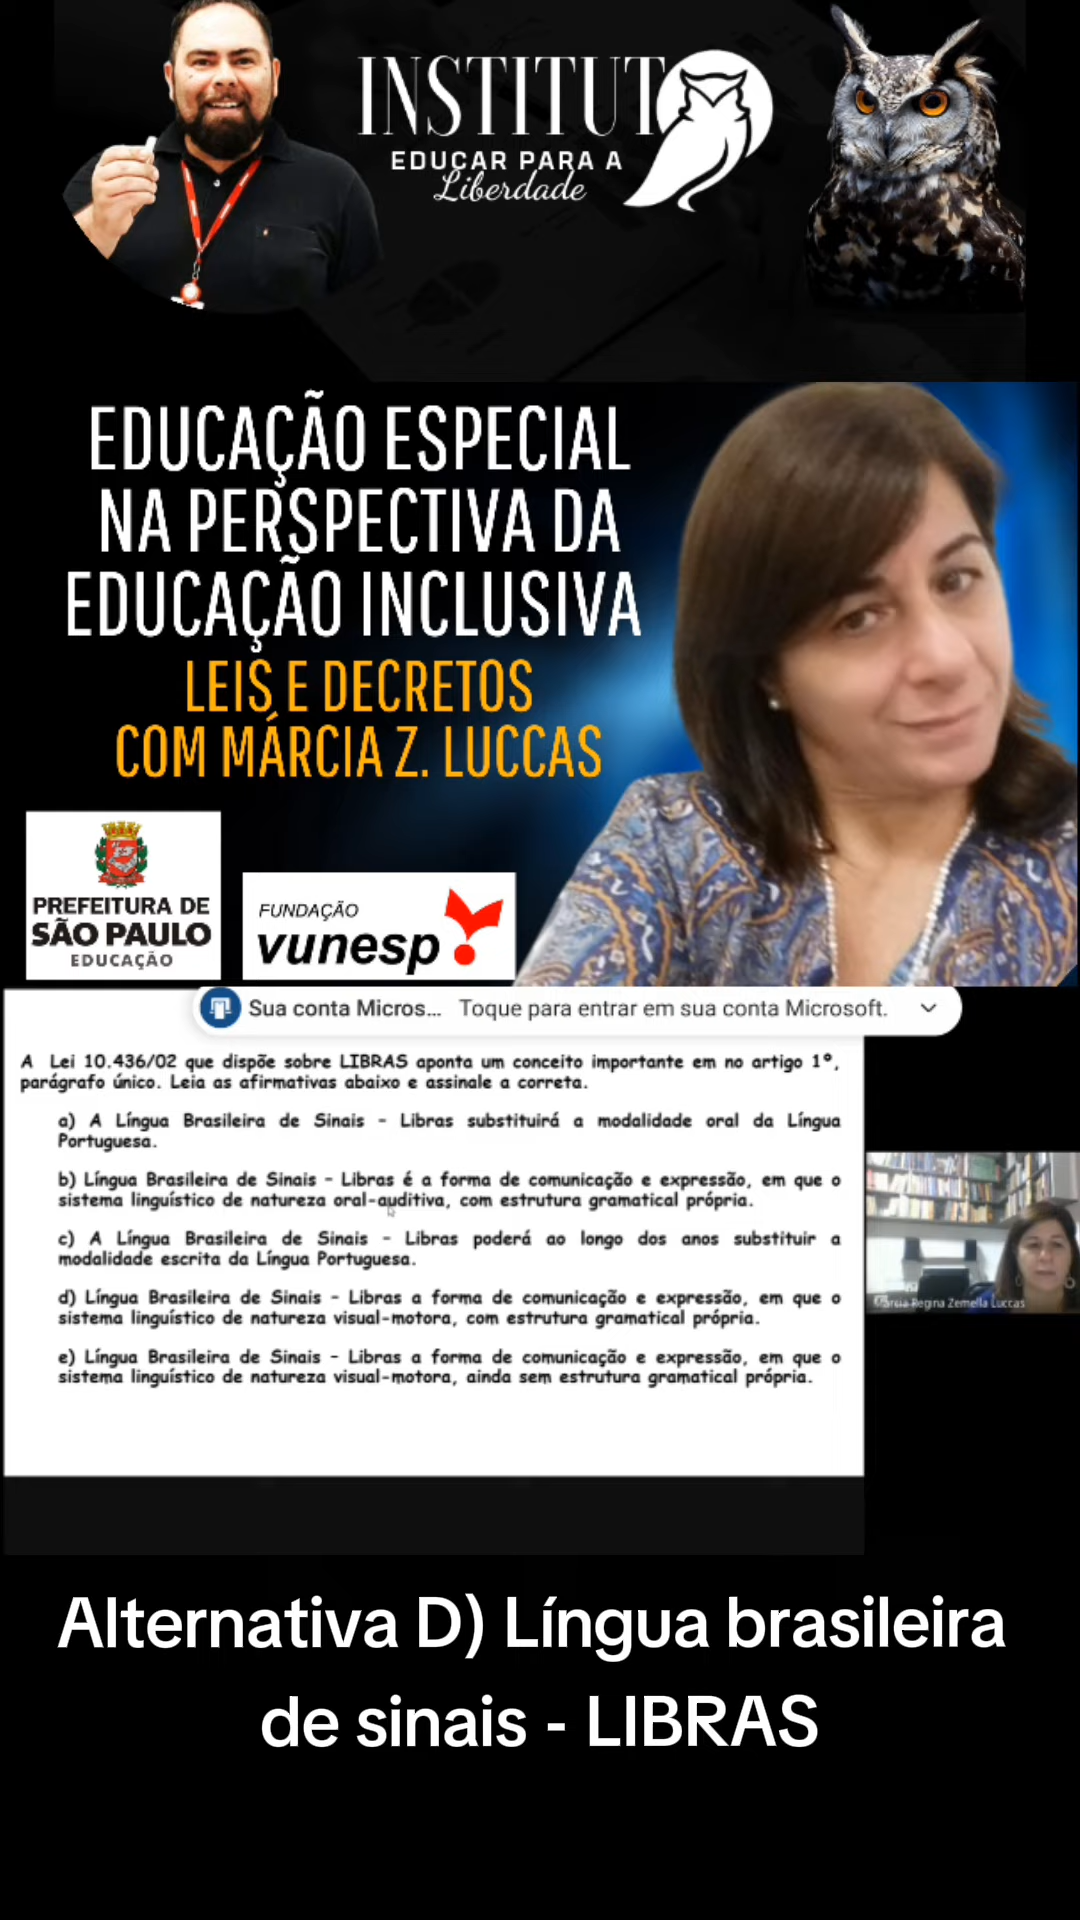 INSTITUTO
EDUCAR PARA A
Liberdade
EDUCAÇÃO ESPECIAL
NA PERSPECTIVA DA
EDUCAÇÃO INCLUSIVA
LEIS E DECRETOS
COM MÁRCIA Z. LUCCAS
PREFEITURA DE
SÃO PAULO
EDUCAÇÃO
FUNDAÇÃO
vunesp
Sua conta Micros... Toque para entrar em sua conta Microsoft.
A Lei 10.436/02 que dispõe sobre LIBRAS aponta um conceito importante em no artigo 1º,
parágrafo único. Leia as afirmativas abaixo e assinale a correta.
a) A Língua Brasileira de Sinais - Libras substituirá a modalidade oral da Língua
Portuguesa.
b) Língua Brasileira de Sinais - Libras é a forma de comunicação e expressão, em que o
sistema linguístico de natureza oral-auditiva, com estrutura gramatical própria.
c) A Língua Brasileira de Sinais - Libras poderá ao longo dos anos substituir a
modalidade escrita da Língua Portuguesa.
d) Língua Brasileira de Sinais - Libras a forma de comunicação e expressão, em que o
sistema linguístico de natureza visual-motora, com estrutura gramatical própria.
e) Língua Brasileira de Sinais - Libras a forma de comunicação e expressão, em que o
sistema linguístico de natureza visual-motora, ainda sem estrutura gramatical própria.
Márcia Regina Zemella Luccas
Alternativa D) Língua brasileira
de sinais - LIBRAS